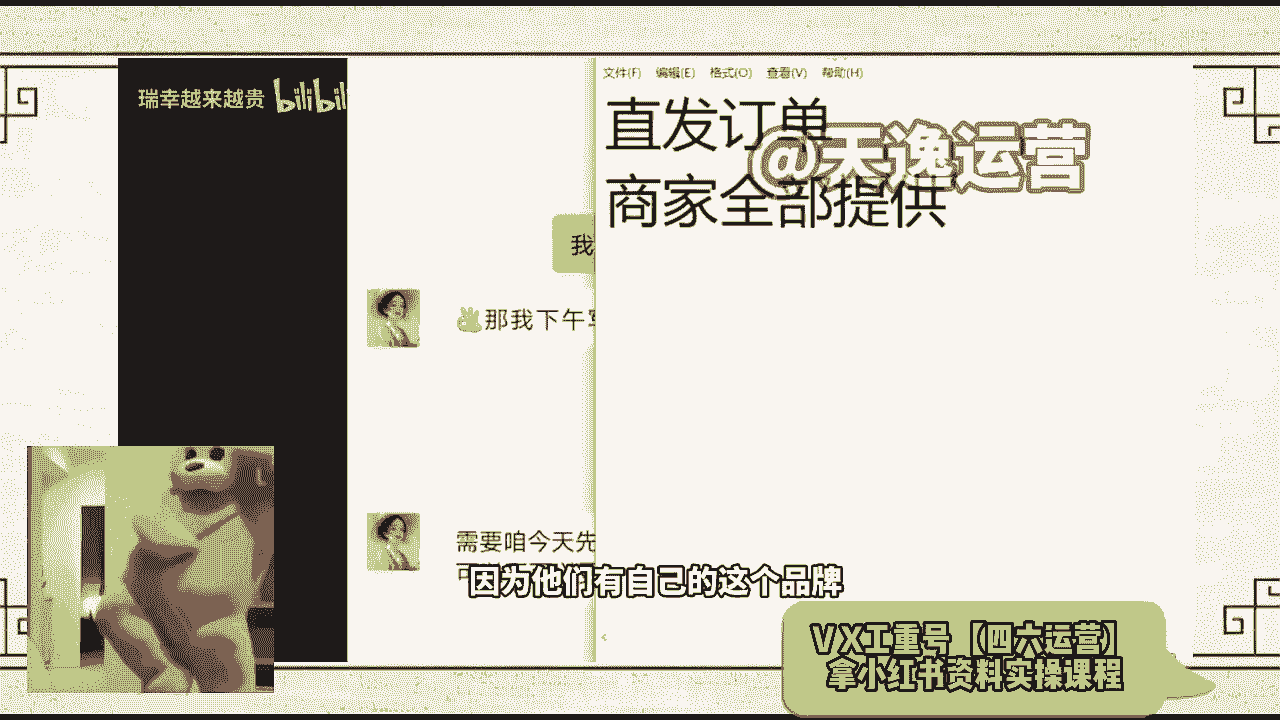 瑞幸越来越贵 bilibil
文件(F) 编辑(E) 格式(O) 查看(V) 帮助(H)
直发订单
@天逸运营
商家全部提供
我
那我下午
需要咱今天先
因为他们有自己的这个品牌
VX工重号【四六运营】
拿小红书资料实操课程